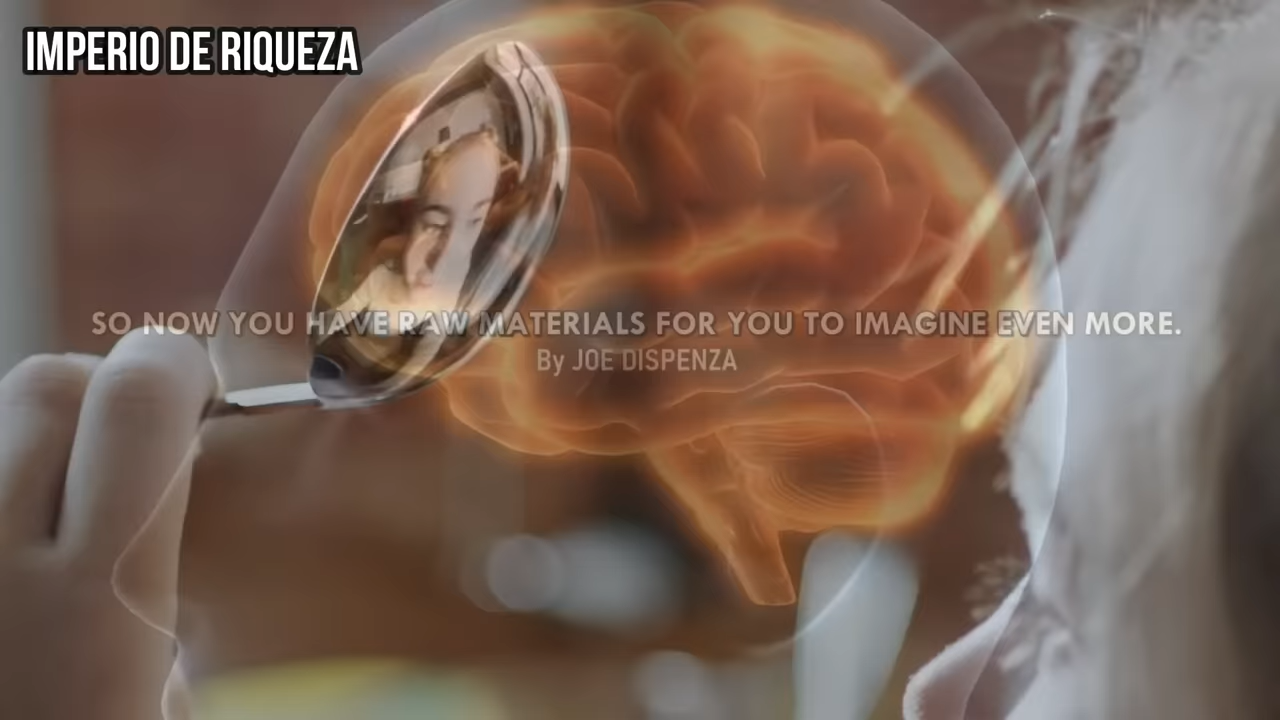 IMPERIO DE RIQUEZA
SO NOW YOU HAVE RAW MATERIALS FOR YOU TO IMAGINE EVEN MORE.
By JOE DISPENZA